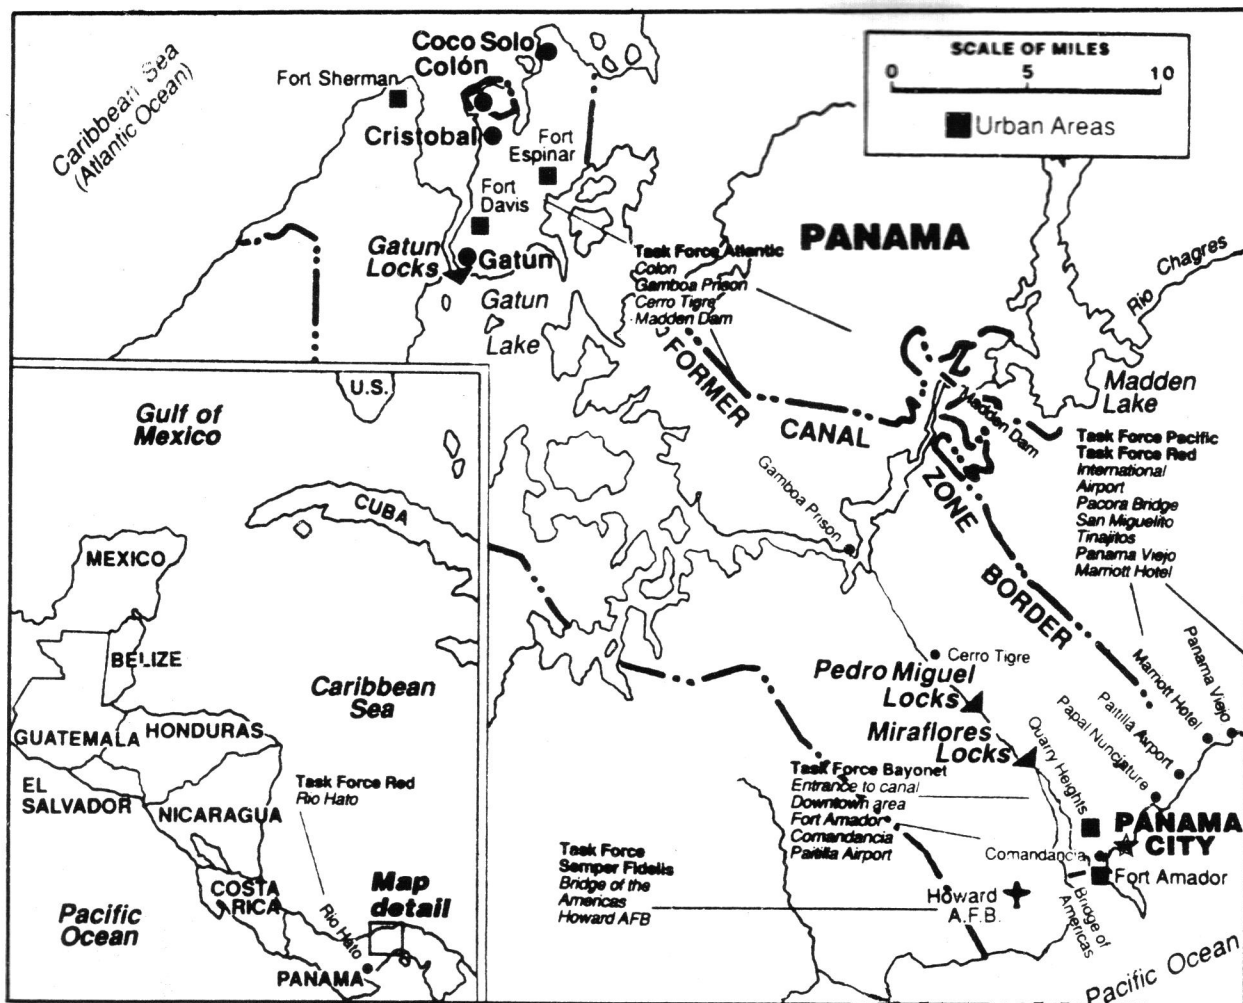 Caribbean Sea
(Atlantic Ocean)
Coco Solo
Colón
Fort Sherman
Cristobal
Fort
Espinar
Fort
Davis
Gatun
Locks
Gatún
Gatun
Lake
SCALE OF MILES
0 5 10
Urban Areas
PANAMA
Rio Chagres
Task Force Atlantic
Colon
Gamboa Prison
Cerro Tigre
Madden Dam
FORMER
CANAL
ZONE
BORDER
Madden Dam
Madden
Lake
Task Force Pacific
Task Force Red
International
Airport
Pacora Bridge
San Miguelito
Tinajitos
Panama Viejo
Marriott Hotel
Gamboa Prison
Cerro Tigre
Pedro Miguel
Locks
Miraflores
Locks
Panama Viejo
Marriott Hotel
Paitilla Airport
Papal Nunciature
Quarry Heights
Task Force Bayonet
Entrance to canal
Downtown area
Fort Amador
Comandancia
Paitilla Airport
PANAMA
CITY
Comandancia
Fort Amador
Task Force
Semper Fidelis
Bridge of the
Americas
Howard AFB
Howard
A.F.B.
Bridge of
Americas
Pacific Ocean
U.S.
Gulf of
Mexico
CUBA
MEXICO
BELIZE
Caribbean
Sea
HONDURAS
GUATEMALA
EL
SALVADOR
NICARAGUA
Task Force Red
Rio Hato
COSTA
RICA
Map
detail
Rio Hato
Pacific
Ocean
PANAMA